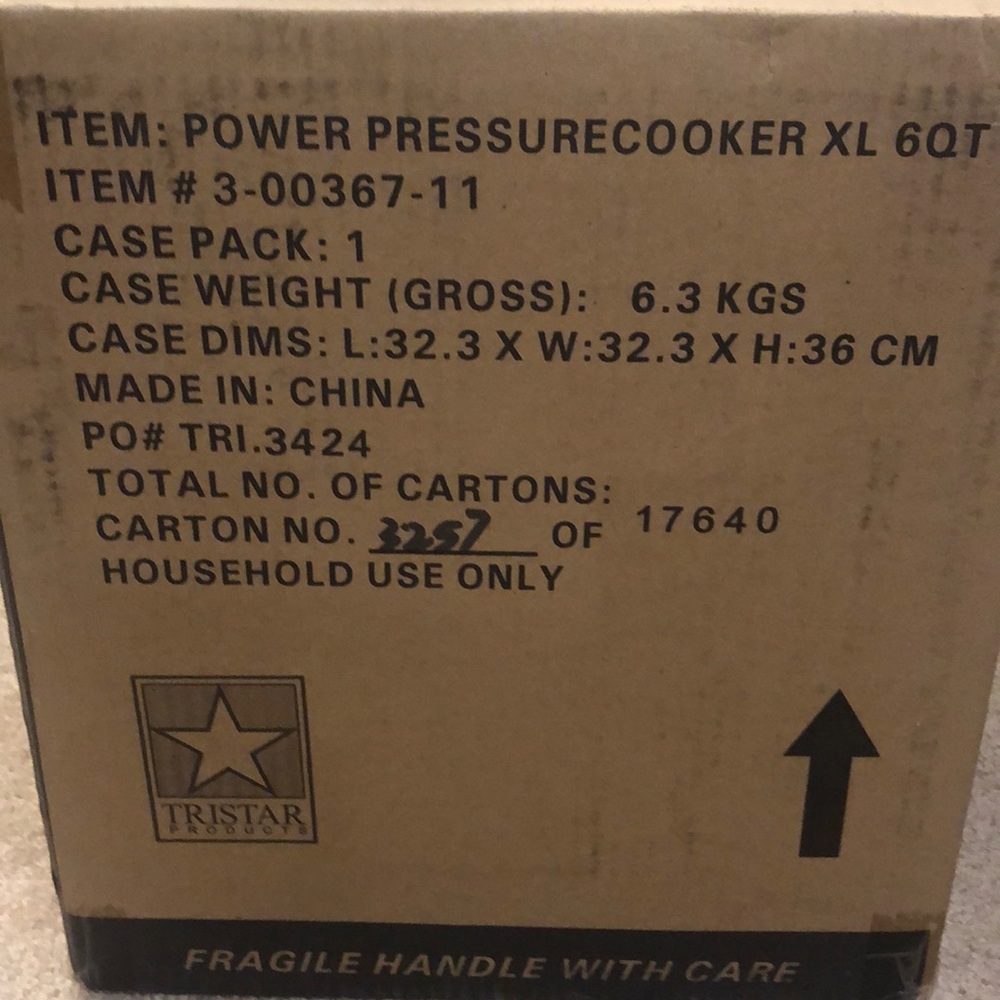 ITEM: POWER PRESSURECOOKER XL 6QT
ITEM # 3-00367-11
CASE PACK: 1
CASE WEIGHT (GROSS): 6.3 KGS
CASE DIMS: L:32.3 X W:32.3 X H:36 CM
MADE IN: CHINA
PO# TRI.3424
TOTAL NO. OF CARTONS:
CARTON NO. 3257 OF 17640
HOUSEHOLD USE ONLY
TRISTAR
PRODUCTS
FRAGILE HANDLE WITH CARE